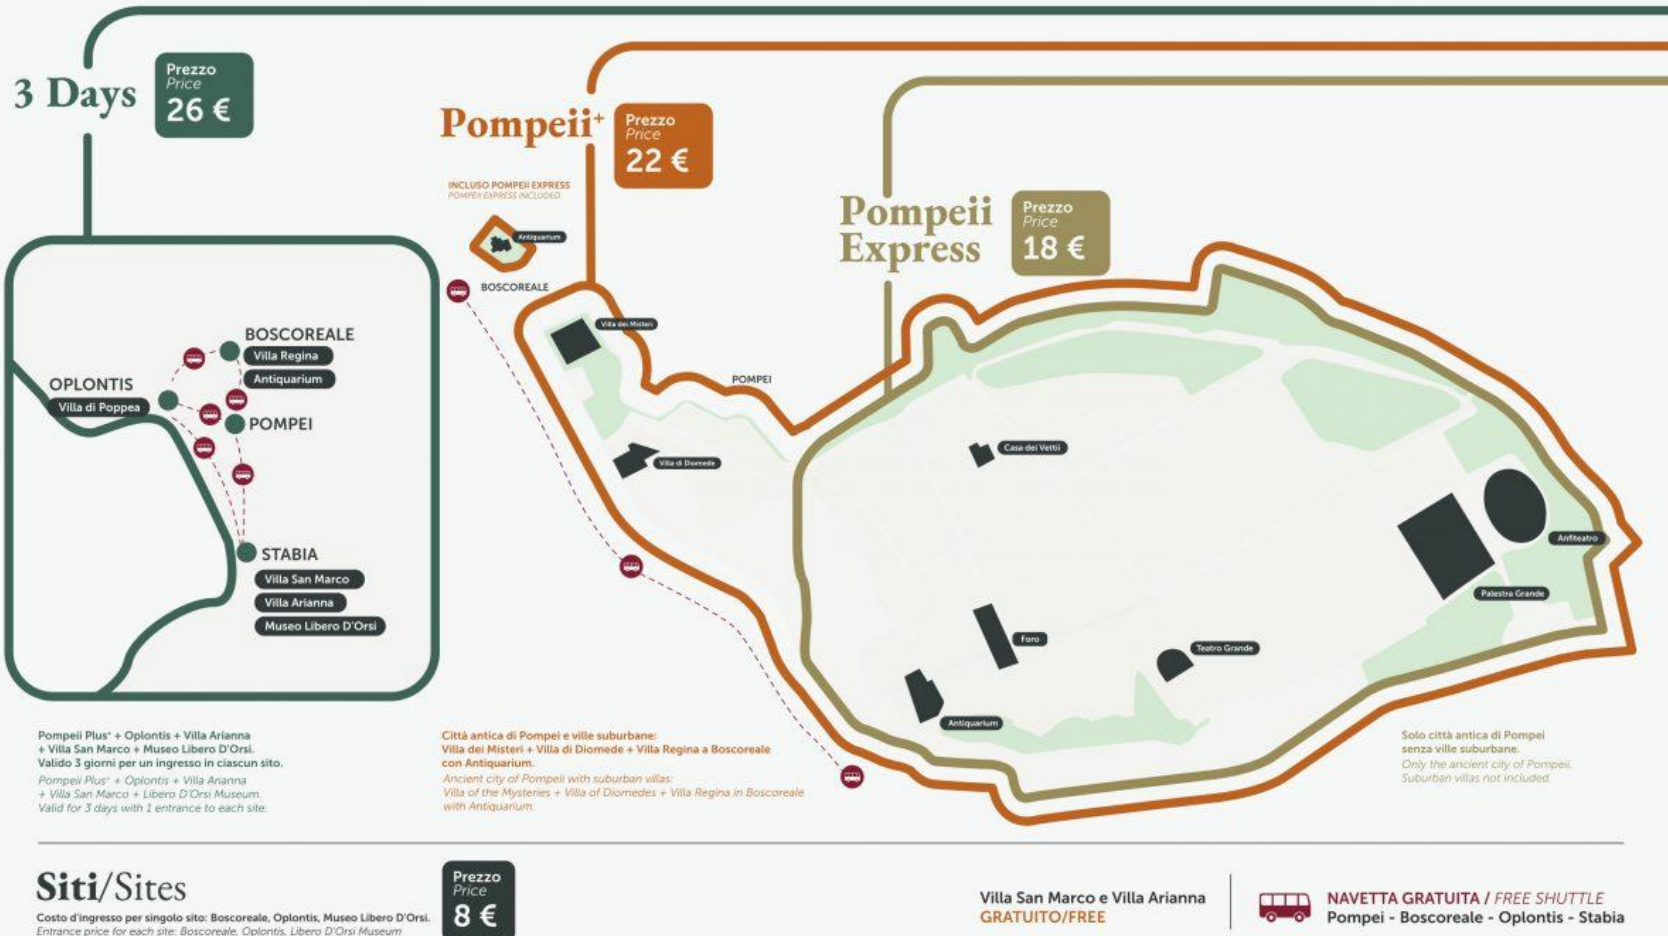 3 Days
Prezzo
Price
26 €
Pompeii⁺
Prezzo
Price
22 €
INCLUSO POMPEII EXPRESS
POMPEII EXPRESS INCLUDED
Antiquarium
BOSCOREALE
Villa dei Misteri
POMPEI
Villa di Diomede
Pompeii
Express
Prezzo
Price
18 €
Casa dei Vettii
Anfiteatro
Palestra Grande
Foro
Teatro Grande
Antiquarium
BOSCOREALE
Villa Regina
Antiquarium
OPLONTIS
Villa di Poppea
POMPEI
STABIA
Villa San Marco
Villa Arianna
Museo Libero D'Orsi
Pompeii Plus⁺ + Oplontis + Villa Arianna
+ Villa San Marco + Museo Libero D'Orsi.
Valido 3 giorni per un ingresso in ciascun sito.
Pompeii Plus⁺ + Oplontis + Villa Arianna
+ Villa San Marco + Libero D'Orsi Museum.
Valid for 3 days with 1 entrance to each site.
Città antica di Pompei e ville suburbane:
Villa dei Misteri + Villa di Diomede + Villa Regina a Boscoreale
con Antiquarium.
Ancient city of Pompeii with suburban villas:
Villa of the Mysteries + Villa of Diomedes + Villa Regina in Boscoreale
with Antiquarium.
Solo città antica di Pompei
senza ville suburbane.
Only the ancient city of Pompeii.
Suburban villas not included.
Siti/Sites
Costo d'ingresso per singolo sito: Boscoreale, Oplontis, Museo Libero D'Orsi.
Entrance price for each site: Boscoreale, Oplontis, Libero D'Orsi Museum
Prezzo
Price
8 €
Villa San Marco e Villa Arianna
GRATUITO/FREE
NAVETTA GRATUITA / FREE SHUTTLE
Pompei - Boscoreale - Oplontis - Stabia